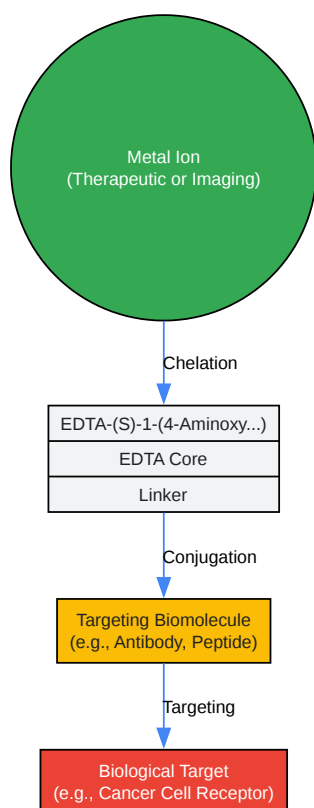 Metal Ion
(Therapeutic or Imaging)
Chelation
EDTA-(S)-1-(4-Aminoxy...)
EDTA Core
Linker
Conjugation
Targeting Biomolecule
(e.g., Antibody, Peptide)
Targeting
Biological Target
(e.g., Cancer Cell Receptor)